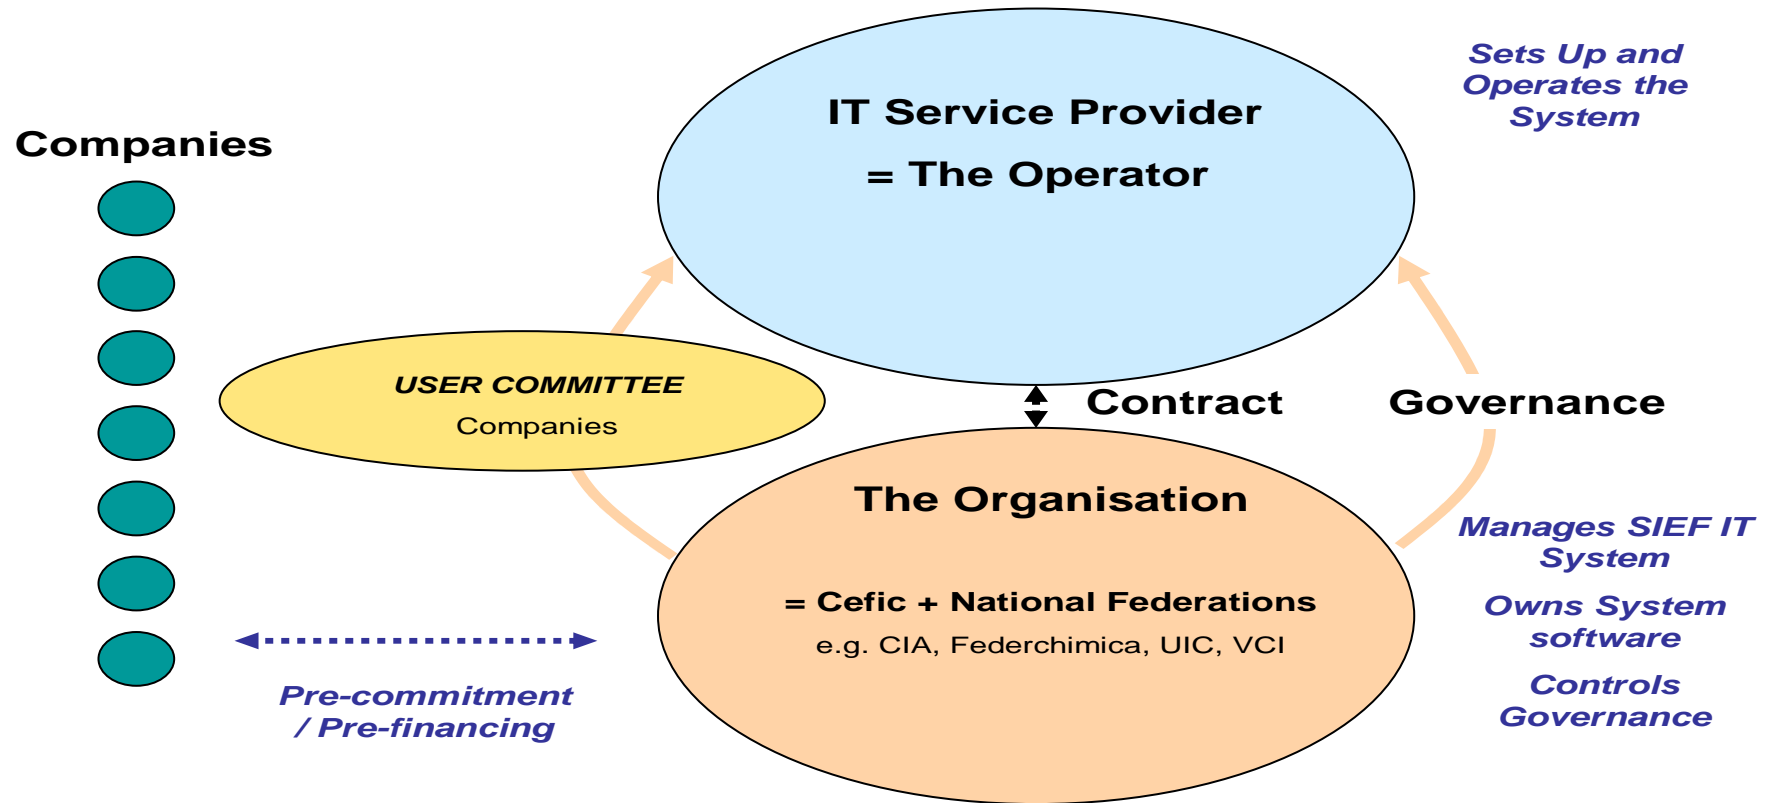 Companies
IT Service Provider
= The Operator
Sets Up and
Operates the
System
USER COMMITTEE
Companies
Contract
Governance
The Organisation
= Cefic + National Federations
e.g. CIA, Federchimica, UIC, VCI
Manages SIEF IT
System
Owns System
software
Controls
Governance
Pre-commitment
/ Pre-financing